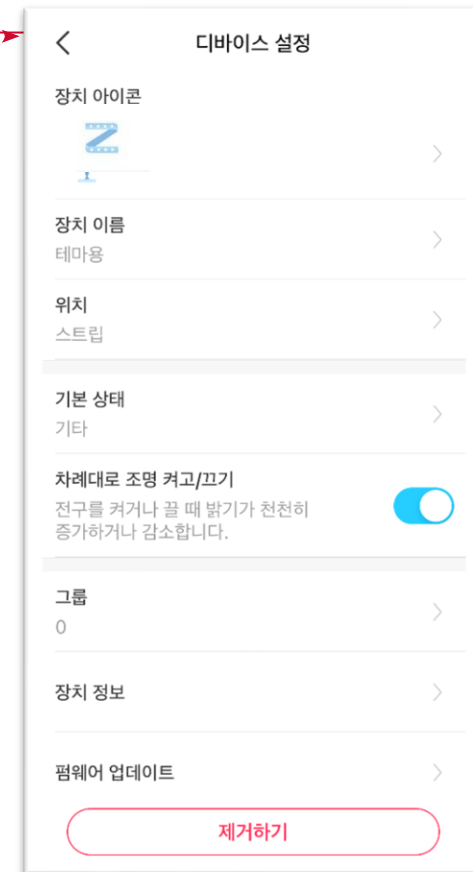 디바이스 설정
장치 아이콘
장치 이름
테마용
위치
스트립
기본 상태
기타
차례대로 조명 켜고/끄기
전구를 켜거나 끌 때 밝기가 천천히
증가하거나 감소합니다.
그룹
0
장치 정보
펌웨어 업데이트
제거하기